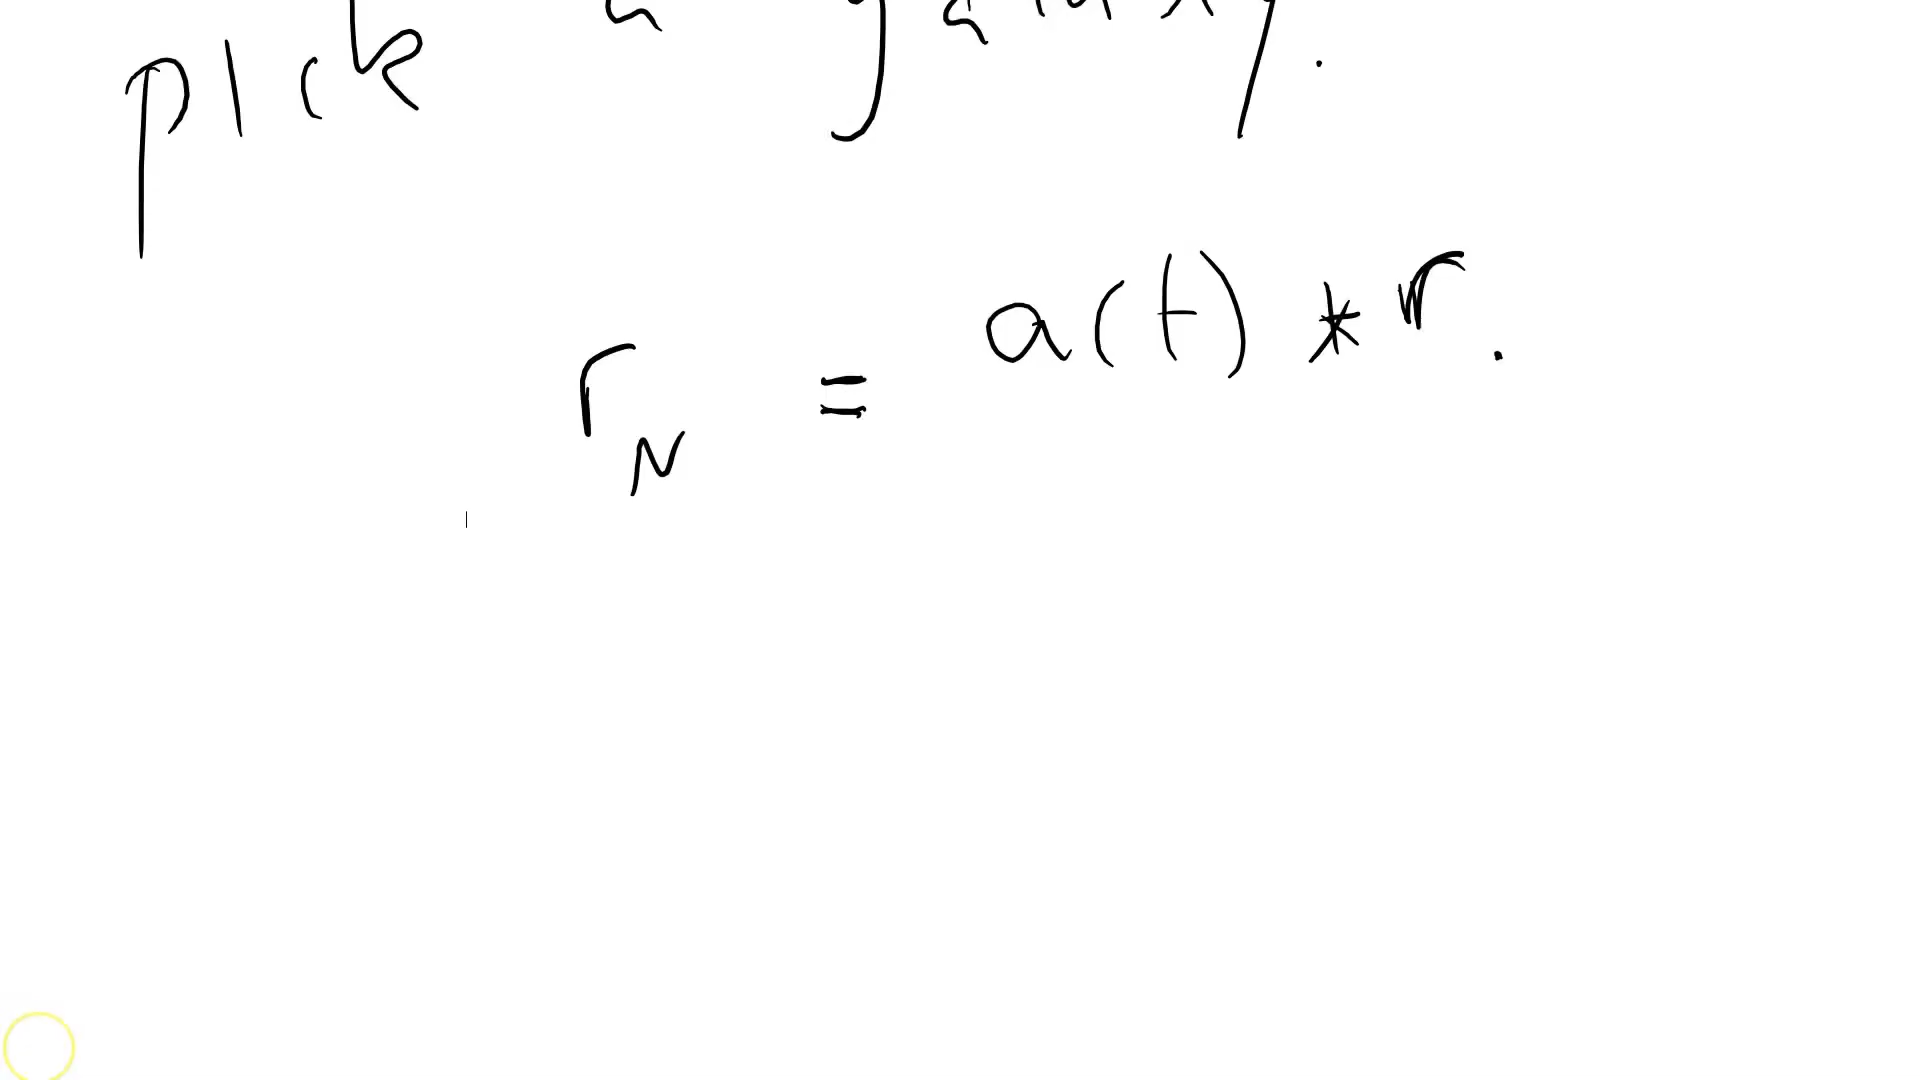 pick a galaxy.
r_N = a(t) * r.